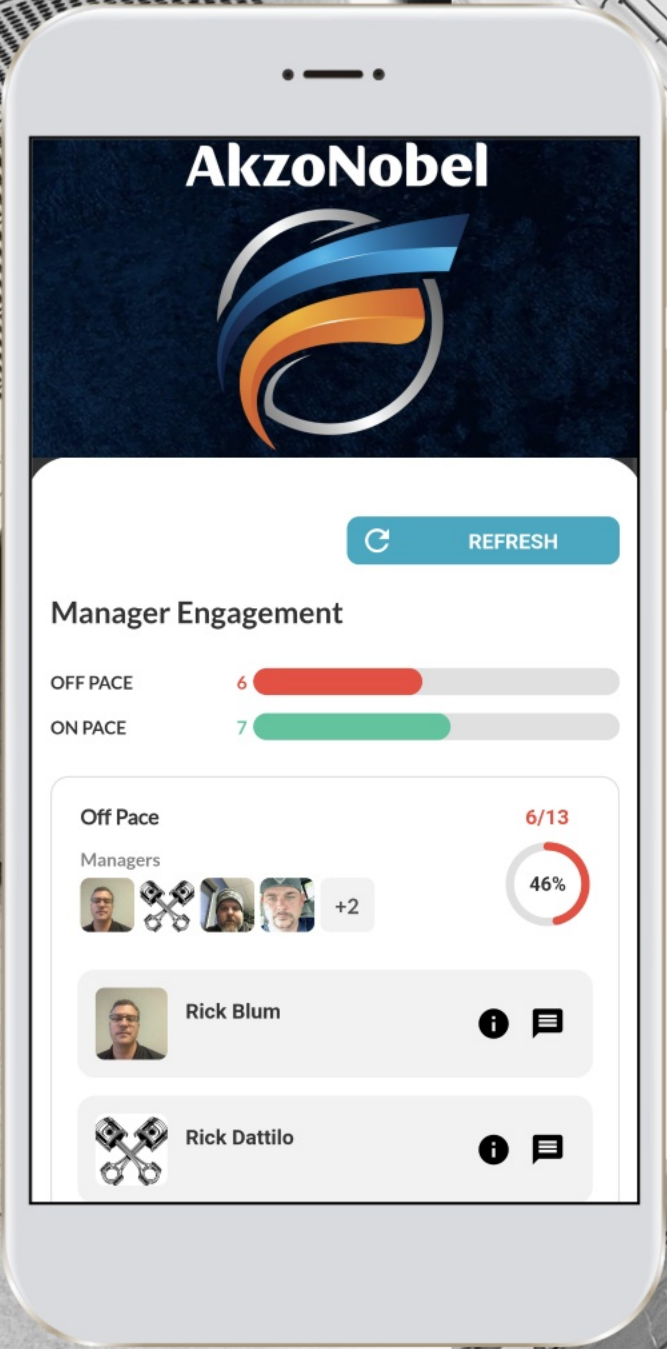 AkzoNobel
REFRESH
Manager Engagement
OFF PACE 6
ON PACE 7
Off Pace 6/13
Managers
+2 46%
Rick Blum
Rick Dattilo